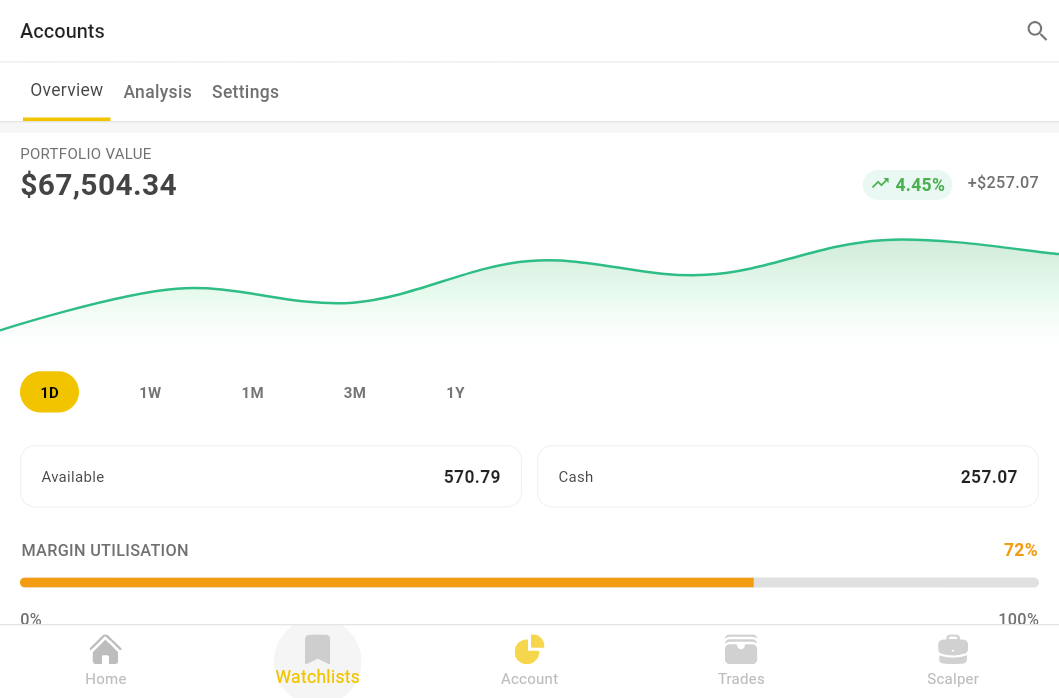 Accounts
Overview Analysis Settings
PORTFOLIO VALUE
$67,504.34
4.45% +$257.07
1D 1W 1M 3M 1Y
Available 570.79 Cash 257.07
MARGIN UTILISATION 72%
0% 100%
Home Watchlists Account Trades Scalper